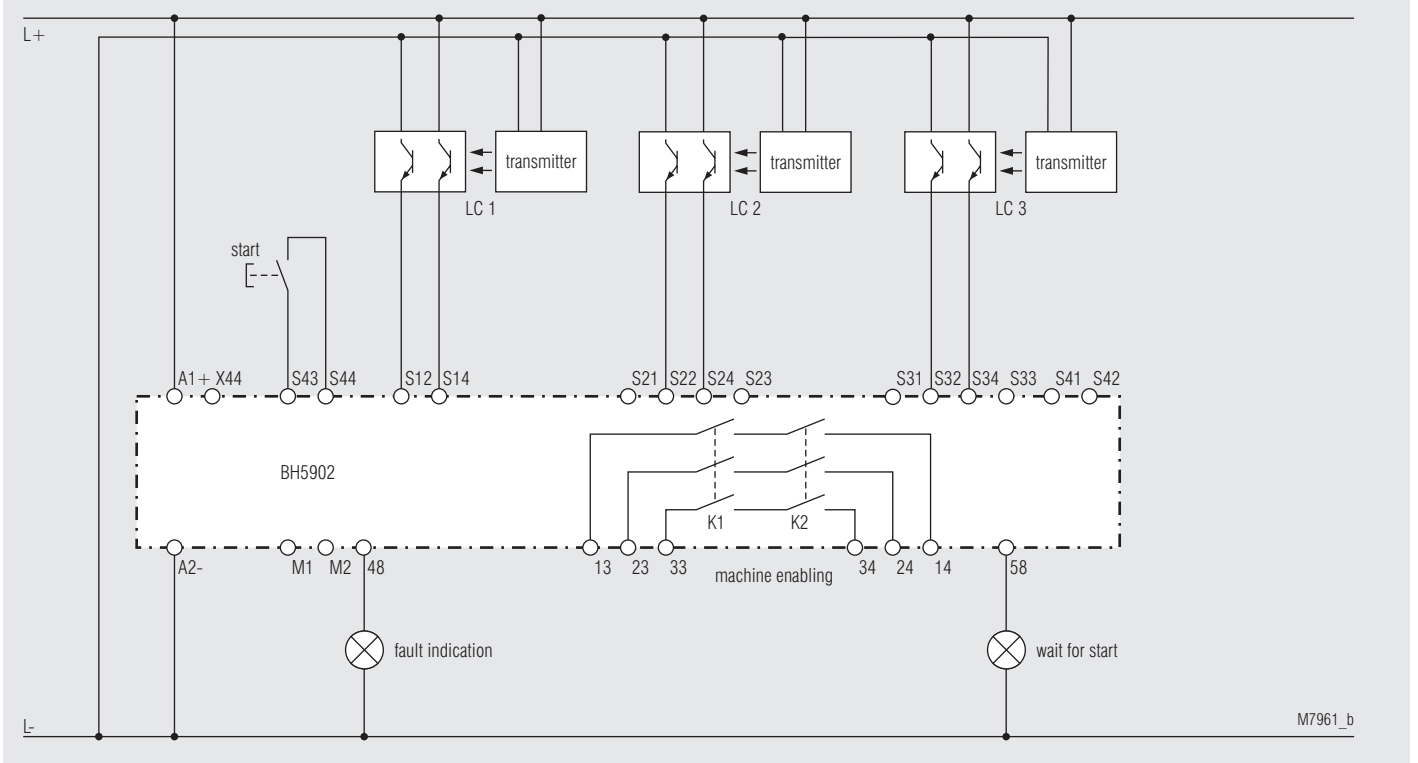 L+
transmitter
transmitter
transmitter
LC 1
LC 2
LC 3
start
A1+ X44 S43 S44 S12 S14 S21 S22 S24 S23 S31 S32 S34 S33 S41 S42
BH5902
K1 K2
A2- M1 M2 48 13 23 33 machine enabling 34 24 14 58
fault indication
wait for start
L-
M7961_b